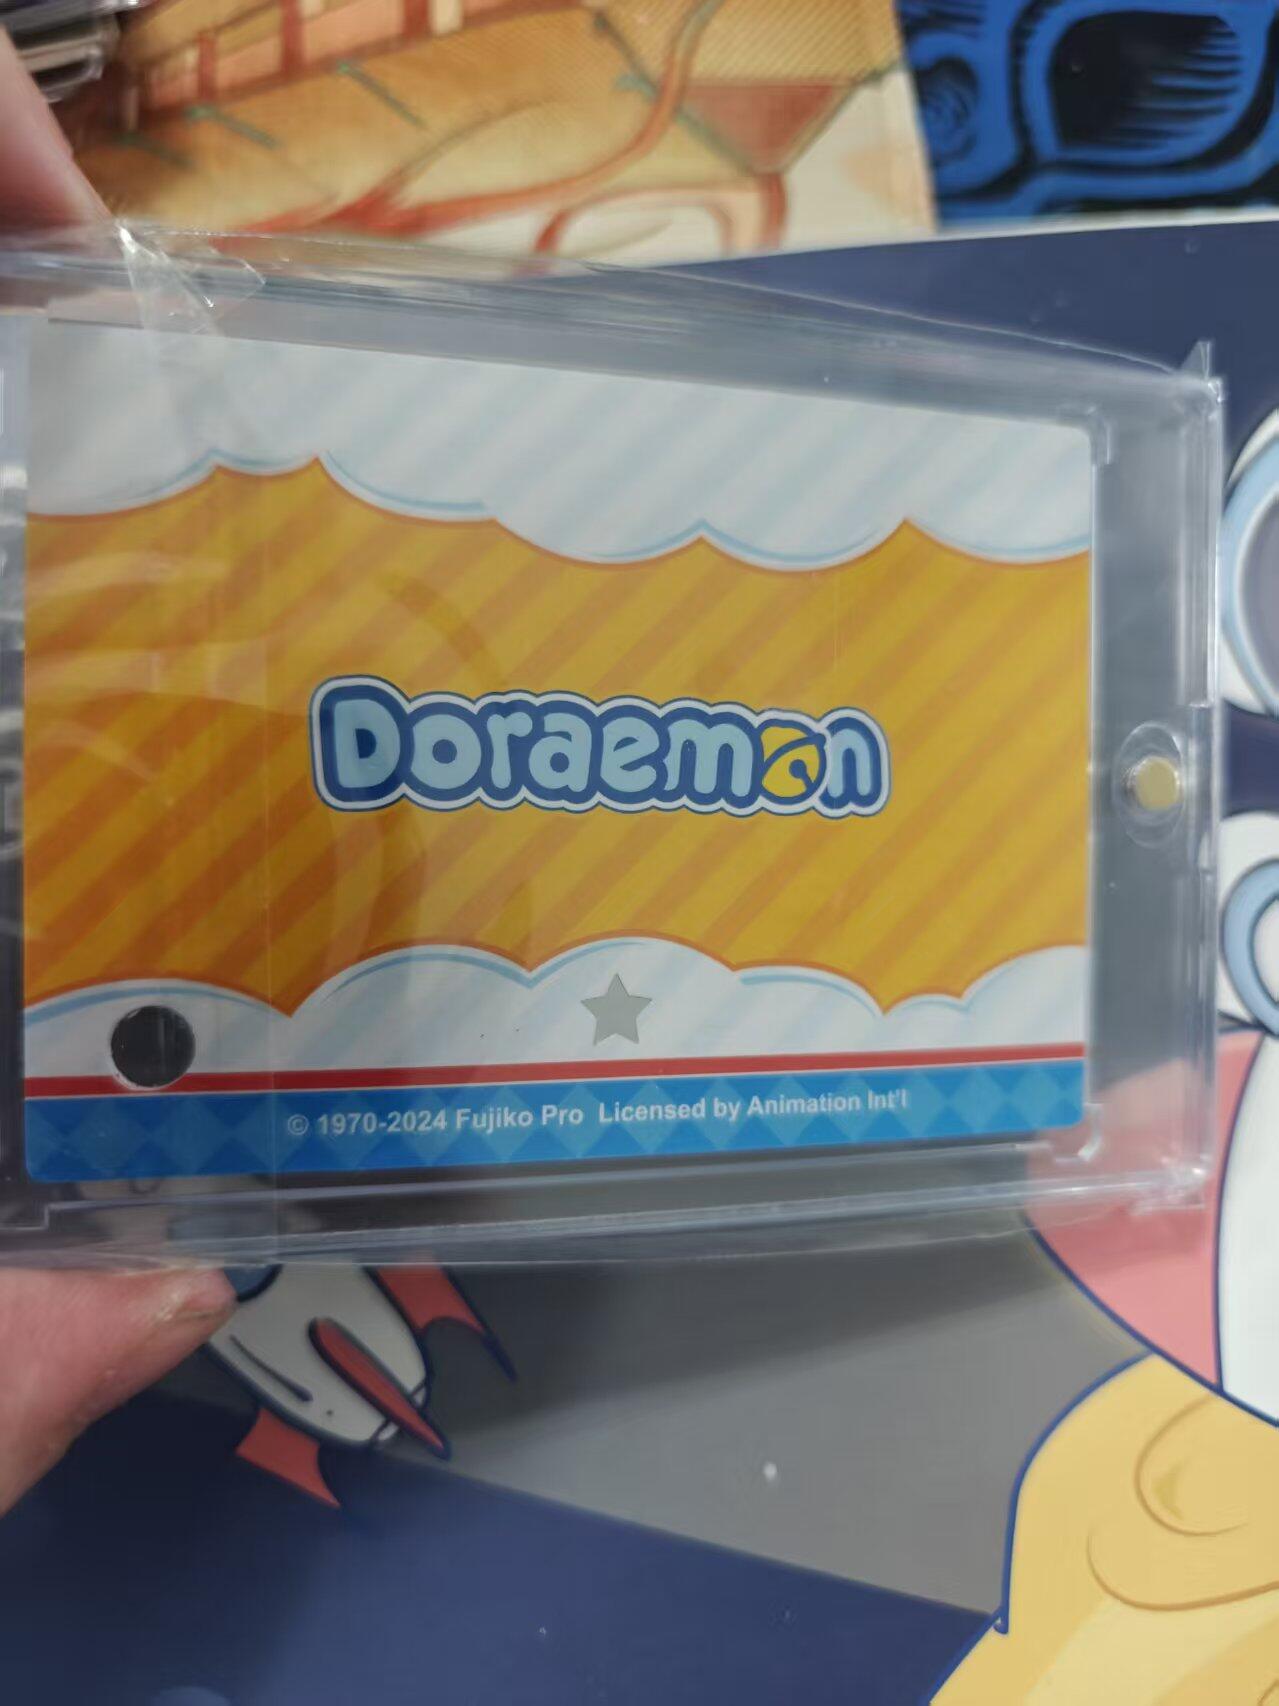 Doraemon
© 1970-2024 Fujiko Pro Licensed by Animation Int'l